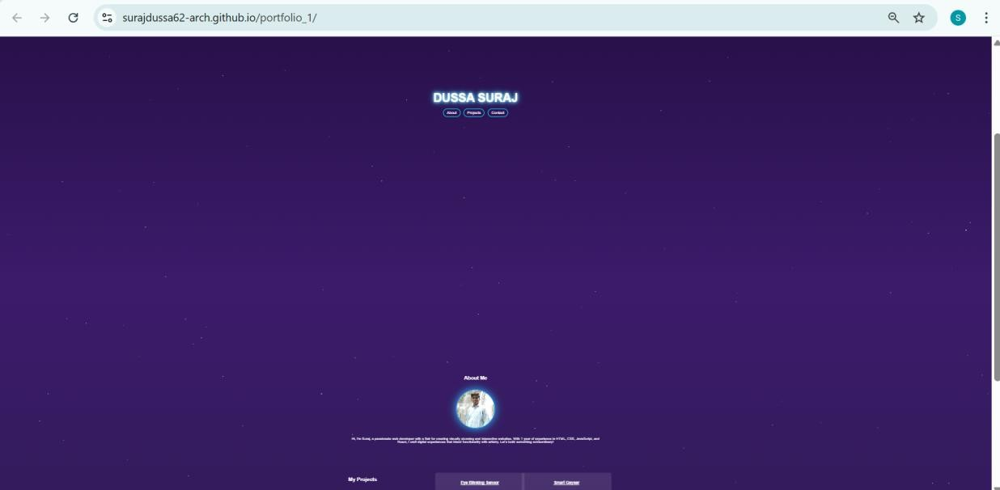 surajdussa62-arch.github.io/portfolio_1/
S
DUSSA SURAJ
About Projects Contact
About Me
Hi, I'm Suraj, a passionate web developer with a flair for creating visually stunning and interactive websites. With 1 year of experience in HTML, CSS, JavaScript, and
React, I craft digital experiences that blend functionality with artistry. Let's build something extraordinary!
My Projects
Eye Blinking Sensor Smart Geyser